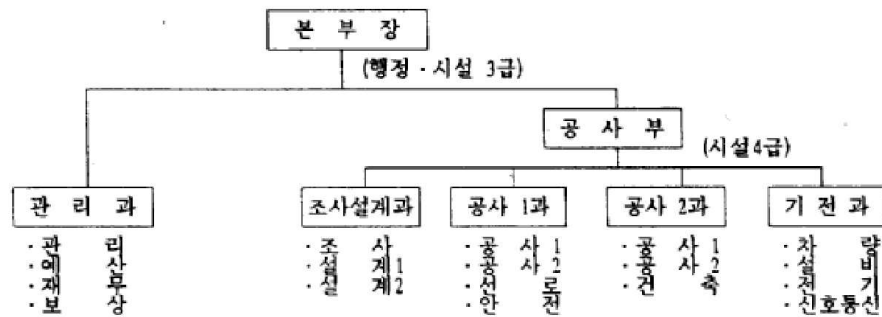 본 부 장
(행정 · 시설 3급)
공 사 부
(시설4급)
관 리 과
조사설계과
공사 1과
공사 2과
기 전 과
· 관 리
· 예 산
· 재 무
· 보 상
· 조 사
· 설 계1
· 설 계2
· 공 사 1
· 공 사 2
· 선 로
· 안 전
· 공 사 1
· 공 사 2
· 건 축
· 차 량
· 설 비
· 전 기
· 신호통신